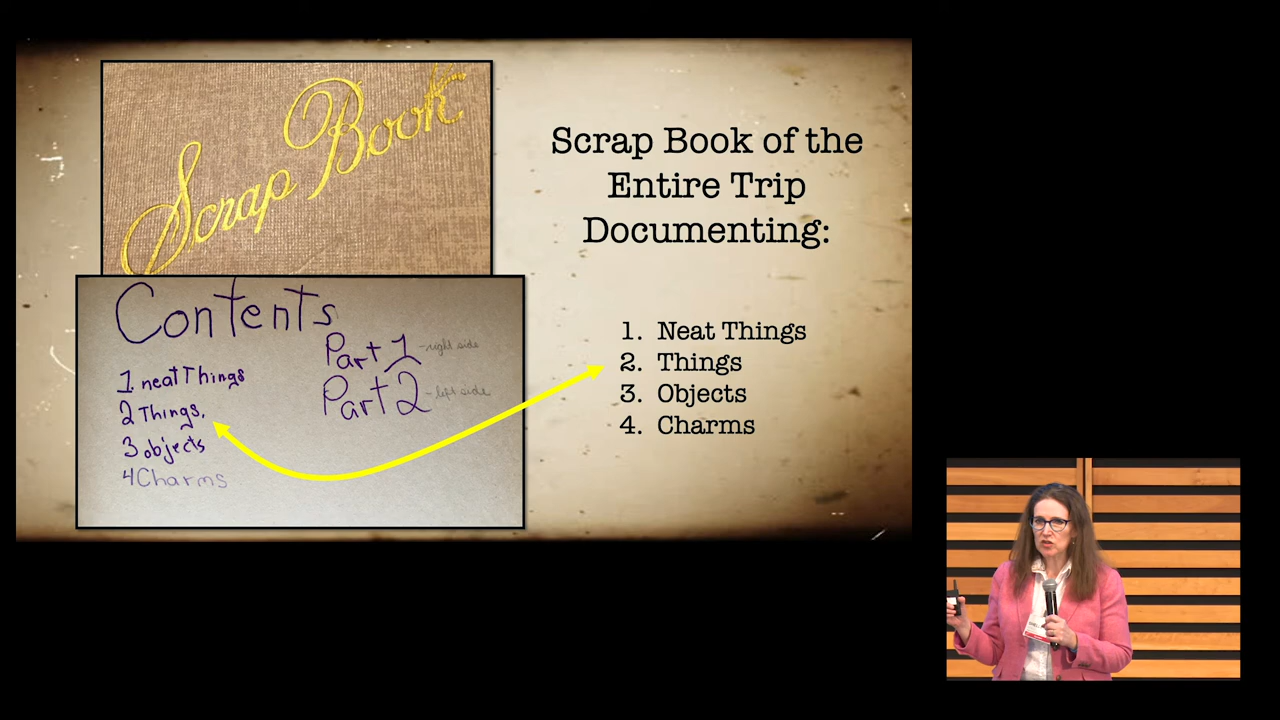 Scrap Book
Contents
Part 1 -right side
Part 2 -left side
1. neat Things
2 Things,
3 objects
4 Charms
Scrap Book of the
Entire Trip
Documenting:
1. Neat Things
2. Things
3. Objects
4. Charms